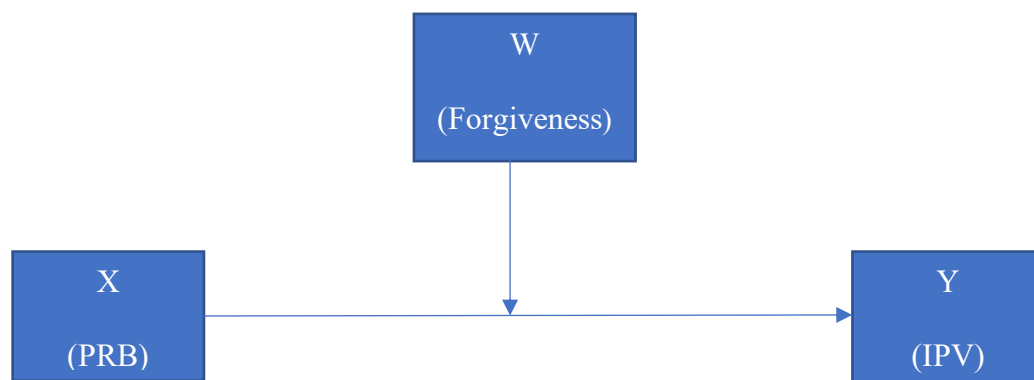 W
(Forgiveness)
X
(PRB)
Y
(IPV)